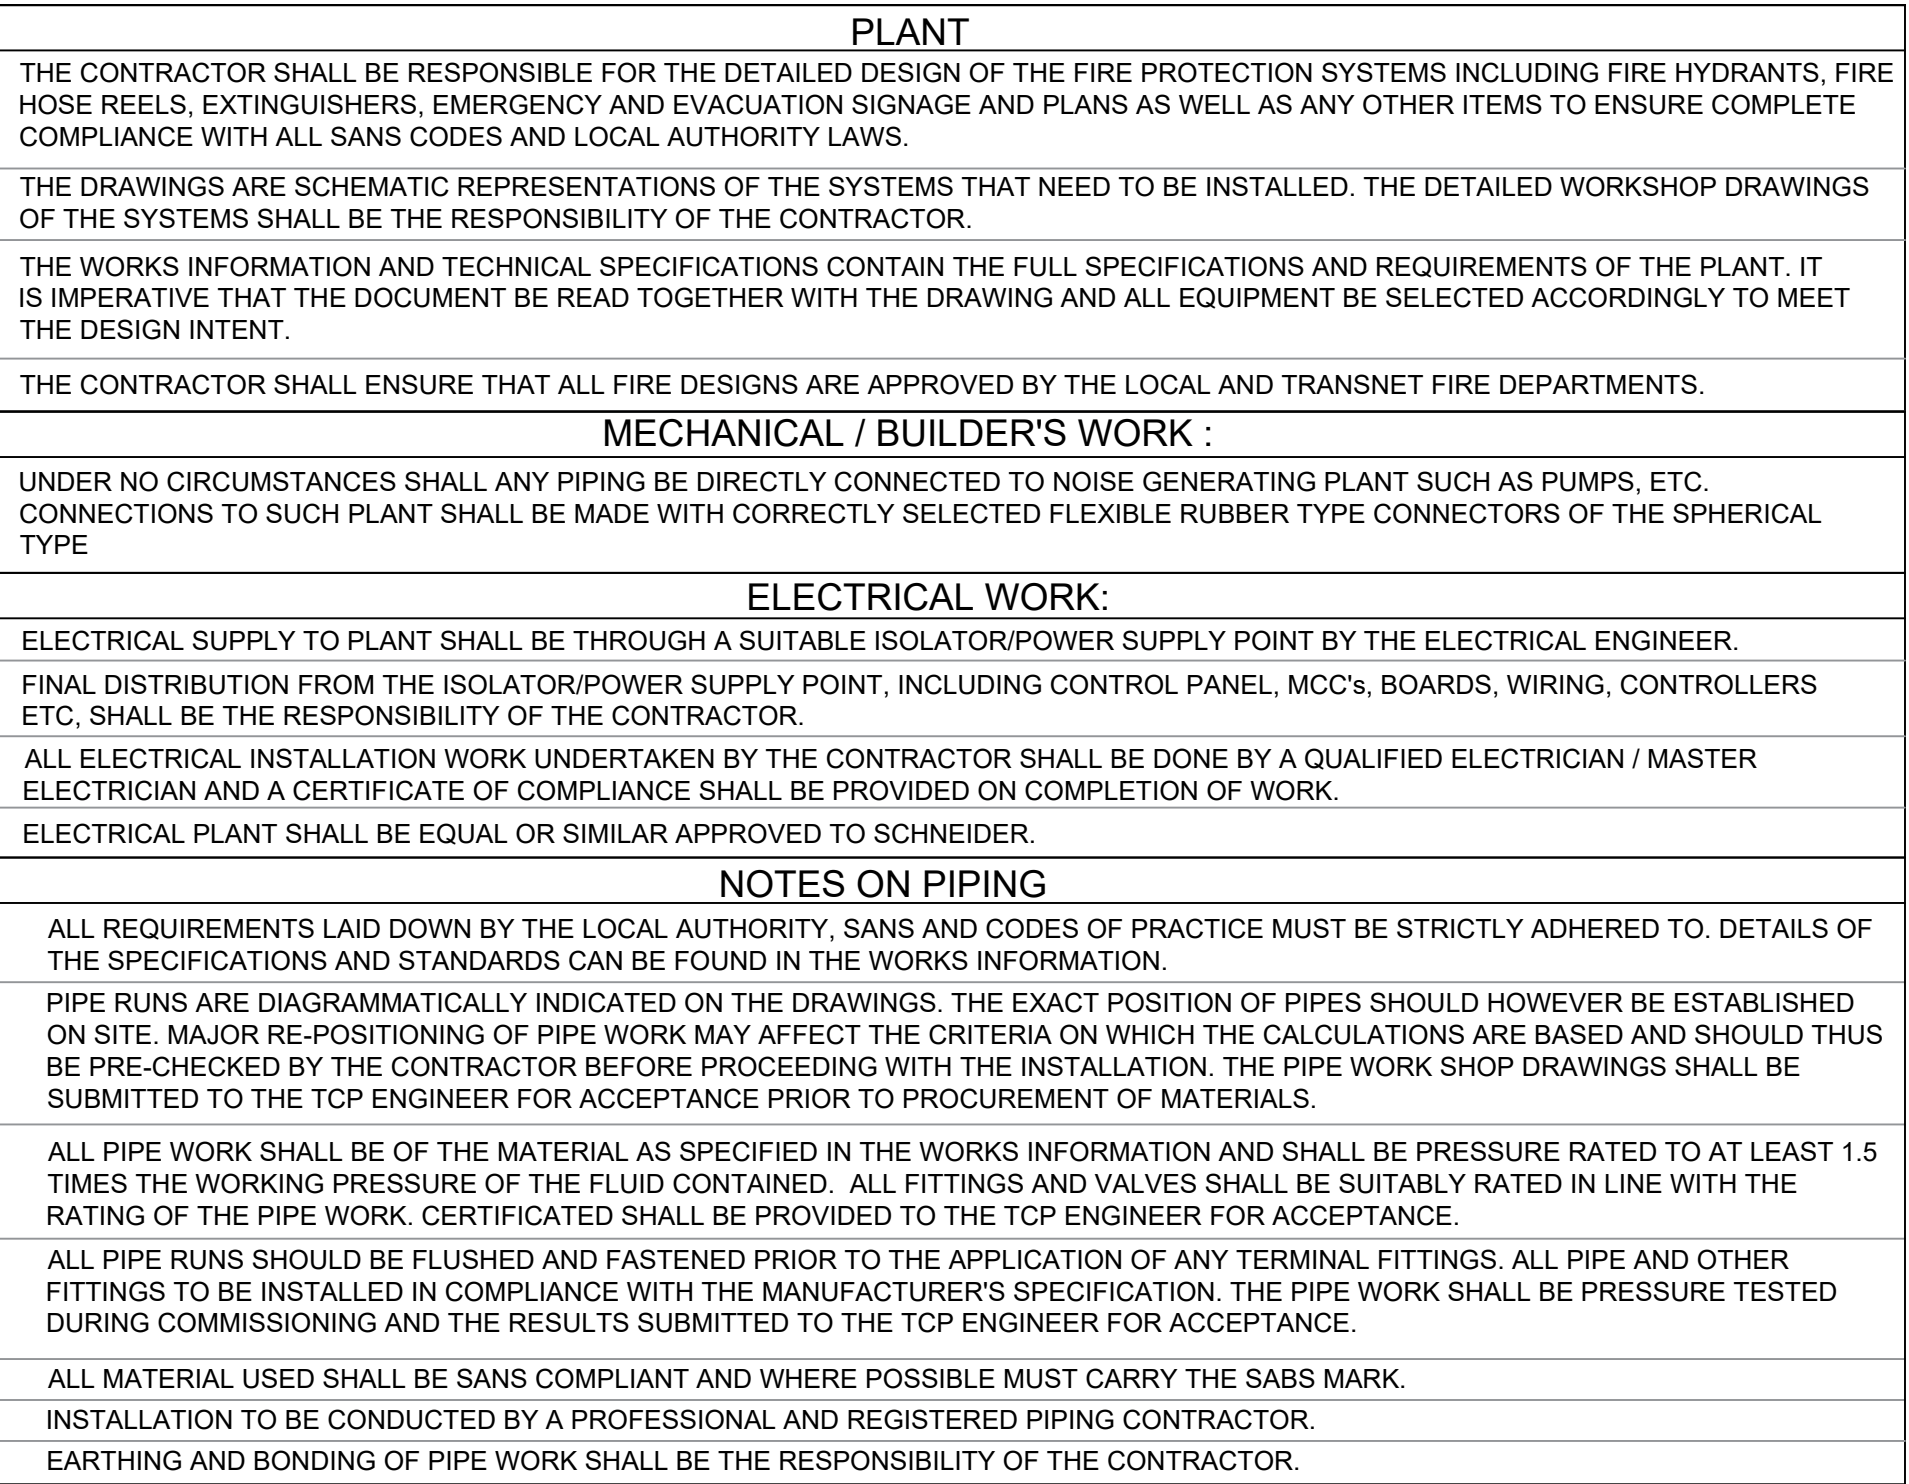 PLANT
THE CONTRACTOR SHALL BE RESPONSIBLE FOR THE DETAILED DESIGN OF THE FIRE PROTECTION SYSTEMS INCLUDING FIRE HYDRANTS, FIRE
HOSE REELS, EXTINGUISHERS, EMERGENCY AND EVACUATION SIGNAGE AND PLANS AS WELL AS ANY OTHER ITEMS TO ENSURE COMPLETE
COMPLIANCE WITH ALL SANS CODES AND LOCAL AUTHORITY LAWS.
THE DRAWINGS ARE SCHEMATIC REPRESENTATIONS OF THE SYSTEMS THAT NEED TO BE INSTALLED. THE DETAILED WORKSHOP DRAWINGS
OF THE SYSTEMS SHALL BE THE RESPONSIBILITY OF THE CONTRACTOR.
THE WORKS INFORMATION AND TECHNICAL SPECIFICATIONS CONTAIN THE FULL SPECIFICATIONS AND REQUIREMENTS OF THE PLANT. IT
IS IMPERATIVE THAT THE DOCUMENT BE READ TOGETHER WITH THE DRAWING AND ALL EQUIPMENT BE SELECTED ACCORDINGLY TO MEET
THE DESIGN INTENT.
THE CONTRACTOR SHALL ENSURE THAT ALL FIRE DESIGNS ARE APPROVED BY THE LOCAL AND TRANSNET FIRE DEPARTMENTS.
MECHANICAL / BUILDER'S WORK :
UNDER NO CIRCUMSTANCES SHALL ANY PIPING BE DIRECTLY CONNECTED TO NOISE GENERATING PLANT SUCH AS PUMPS, ETC.
CONNECTIONS TO SUCH PLANT SHALL BE MADE WITH CORRECTLY SELECTED FLEXIBLE RUBBER TYPE CONNECTORS OF THE SPHERICAL
TYPE
ELECTRICAL WORK:
ELECTRICAL SUPPLY TO PLANT SHALL BE THROUGH A SUITABLE ISOLATOR/POWER SUPPLY POINT BY THE ELECTRICAL ENGINEER.
FINAL DISTRIBUTION FROM THE ISOLATOR/POWER SUPPLY POINT, INCLUDING CONTROL PANEL, MCC's, BOARDS, WIRING, CONTROLLERS
ETC, SHALL BE THE RESPONSIBILITY OF THE CONTRACTOR.
ALL ELECTRICAL INSTALLATION WORK UNDERTAKEN BY THE CONTRACTOR SHALL BE DONE BY A QUALIFIED ELECTRICIAN / MASTER
ELECTRICIAN AND A CERTIFICATE OF COMPLIANCE SHALL BE PROVIDED ON COMPLETION OF WORK.
ELECTRICAL PLANT SHALL BE EQUAL OR SIMILAR APPROVED TO SCHNEIDER.
NOTES ON PIPING
ALL REQUIREMENTS LAID DOWN BY THE LOCAL AUTHORITY, SANS AND CODES OF PRACTICE MUST BE STRICTLY ADHERED TO. DETAILS OF
THE SPECIFICATIONS AND STANDARDS CAN BE FOUND IN THE WORKS INFORMATION.
PIPE RUNS ARE DIAGRAMMATICALLY INDICATED ON THE DRAWINGS. THE EXACT POSITION OF PIPES SHOULD HOWEVER BE ESTABLISHED
ON SITE. MAJOR RE-POSITIONING OF PIPE WORK MAY AFFECT THE CRITERIA ON WHICH THE CALCULATIONS ARE BASED AND SHOULD THUS
BE PRE-CHECKED BY THE CONTRACTOR BEFORE PROCEEDING WITH THE INSTALLATION. THE PIPE WORK SHOP DRAWINGS SHALL BE
SUBMITTED TO THE TCP ENGINEER FOR ACCEPTANCE PRIOR TO PROCUREMENT OF MATERIALS.
ALL PIPE WORK SHALL BE OF THE MATERIAL AS SPECIFIED IN THE WORKS INFORMATION AND SHALL BE PRESSURE RATED TO AT LEAST 1.5
TIMES THE WORKING PRESSURE OF THE FLUID CONTAINED. ALL FITTINGS AND VALVES SHALL BE SUITABLY RATED IN LINE WITH THE
RATING OF THE PIPE WORK. CERTIFICATED SHALL BE PROVIDED TO THE TCP ENGINEER FOR ACCEPTANCE.
ALL PIPE RUNS SHOULD BE FLUSHED AND FASTENED PRIOR TO THE APPLICATION OF ANY TERMINAL FITTINGS. ALL PIPE AND OTHER
FITTINGS TO BE INSTALLED IN COMPLIANCE WITH THE MANUFACTURER'S SPECIFICATION. THE PIPE WORK SHALL BE PRESSURE TESTED
DURING COMMISSIONING AND THE RESULTS SUBMITTED TO THE TCP ENGINEER FOR ACCEPTANCE.
ALL MATERIAL USED SHALL BE SANS COMPLIANT AND WHERE POSSIBLE MUST CARRY THE SABS MARK.
INSTALLATION TO BE CONDUCTED BY A PROFESSIONAL AND REGISTERED PIPING CONTRACTOR.
EARTHING AND BONDING OF PIPE WORK SHALL BE THE RESPONSIBILITY OF THE CONTRACTOR.